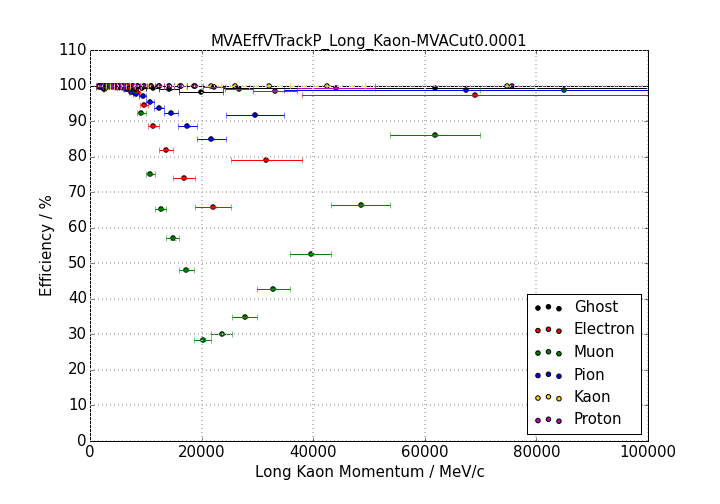 MVAEffVTrackP_Long_Kaon-MVACut0.0001
110
100
90
80
70
60
50
40
30
20
10
0
Efficiency / %
0 20000 40000 60000 80000 100000
Long Kaon Momentum / MeV/c
Ghost
Electron
Muon
Pion
Kaon
Proton